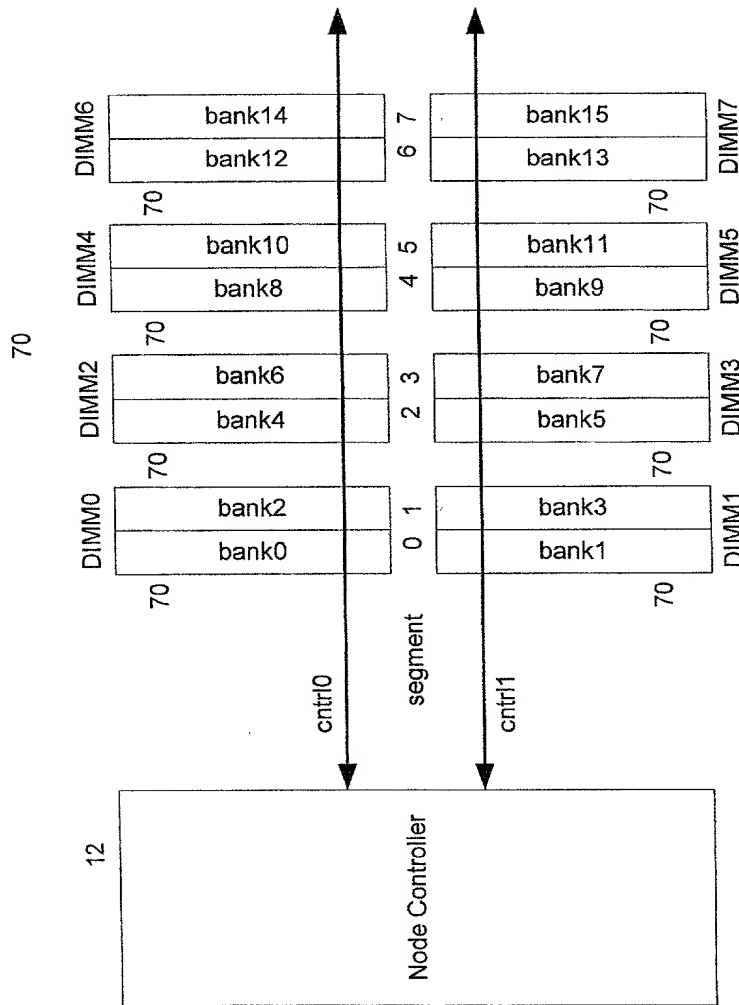 70
DIMM6
bank14
bank12
70
7
6
bank15
bank13
70
DIMM7
DIMM4
bank10
bank8
70
5
4
bank11
bank9
70
DIMM5
DIMM2
bank6
bank4
70
3
2
bank7
bank5
70
DIMM3
DIMM0
bank2
bank0
70
1
0
bank3
bank1
70
DIMM1
cntrl0
segment
cntrl1
12
Node Controller